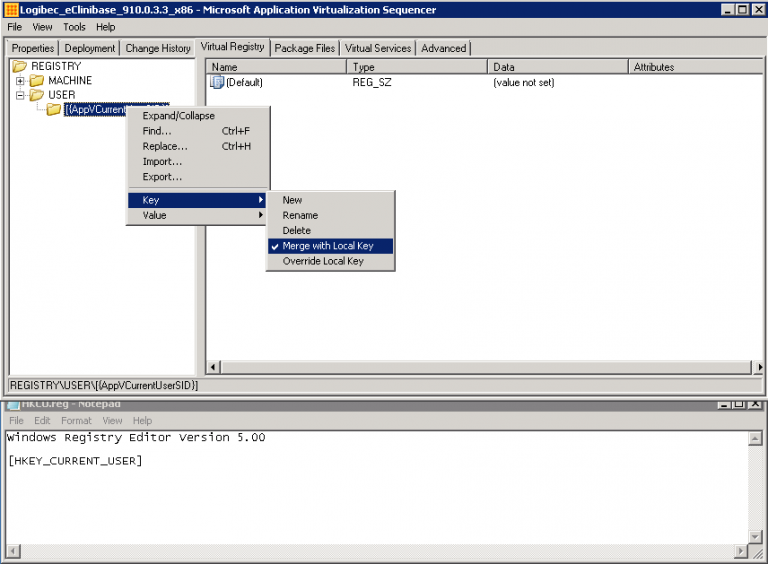 Logibec_eClinibase_910.0.3.3_x86 - Microsoft Application Virtualization Sequencer
File View Tools Help
Properties Deployment Change History Virtual Registry Package Files Virtual Services Advanced
REGISTRY
MACHINE
USER
[{AppVCurrent
Name Type Data Attributes
(Default) REG_SZ (value not set)
Expand/Collapse
Find... Ctrl+F
Replace... Ctrl+H
Import...
Export...
Key
Value
New
Rename
Delete
Merge with Local Key
Override Local Key
REGISTRY\USER\[{AppVCurrentUserSID}]
HKCU.reg - Notepad
File Edit Format View Help
Windows Registry Editor Version 5.00
[HKEY_CURRENT_USER]